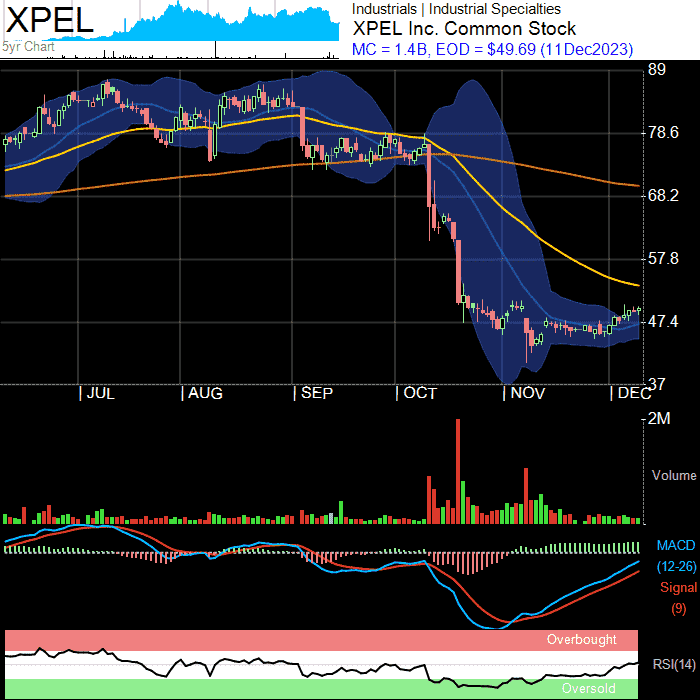 XPEL
5yr Chart
Industrials | Industrial Specialties
XPEL Inc. Common Stock
MC = 1.4B, EOD = $49.69 (11Dec2023)
89
78.6
68.2
57.8
47.4
37
JUL
AUG
SEP
OCT
NOV
DEC
2M
Volume
MACD
(12-26)
Signal
(9)
Overbought
RSI(14)
Oversold